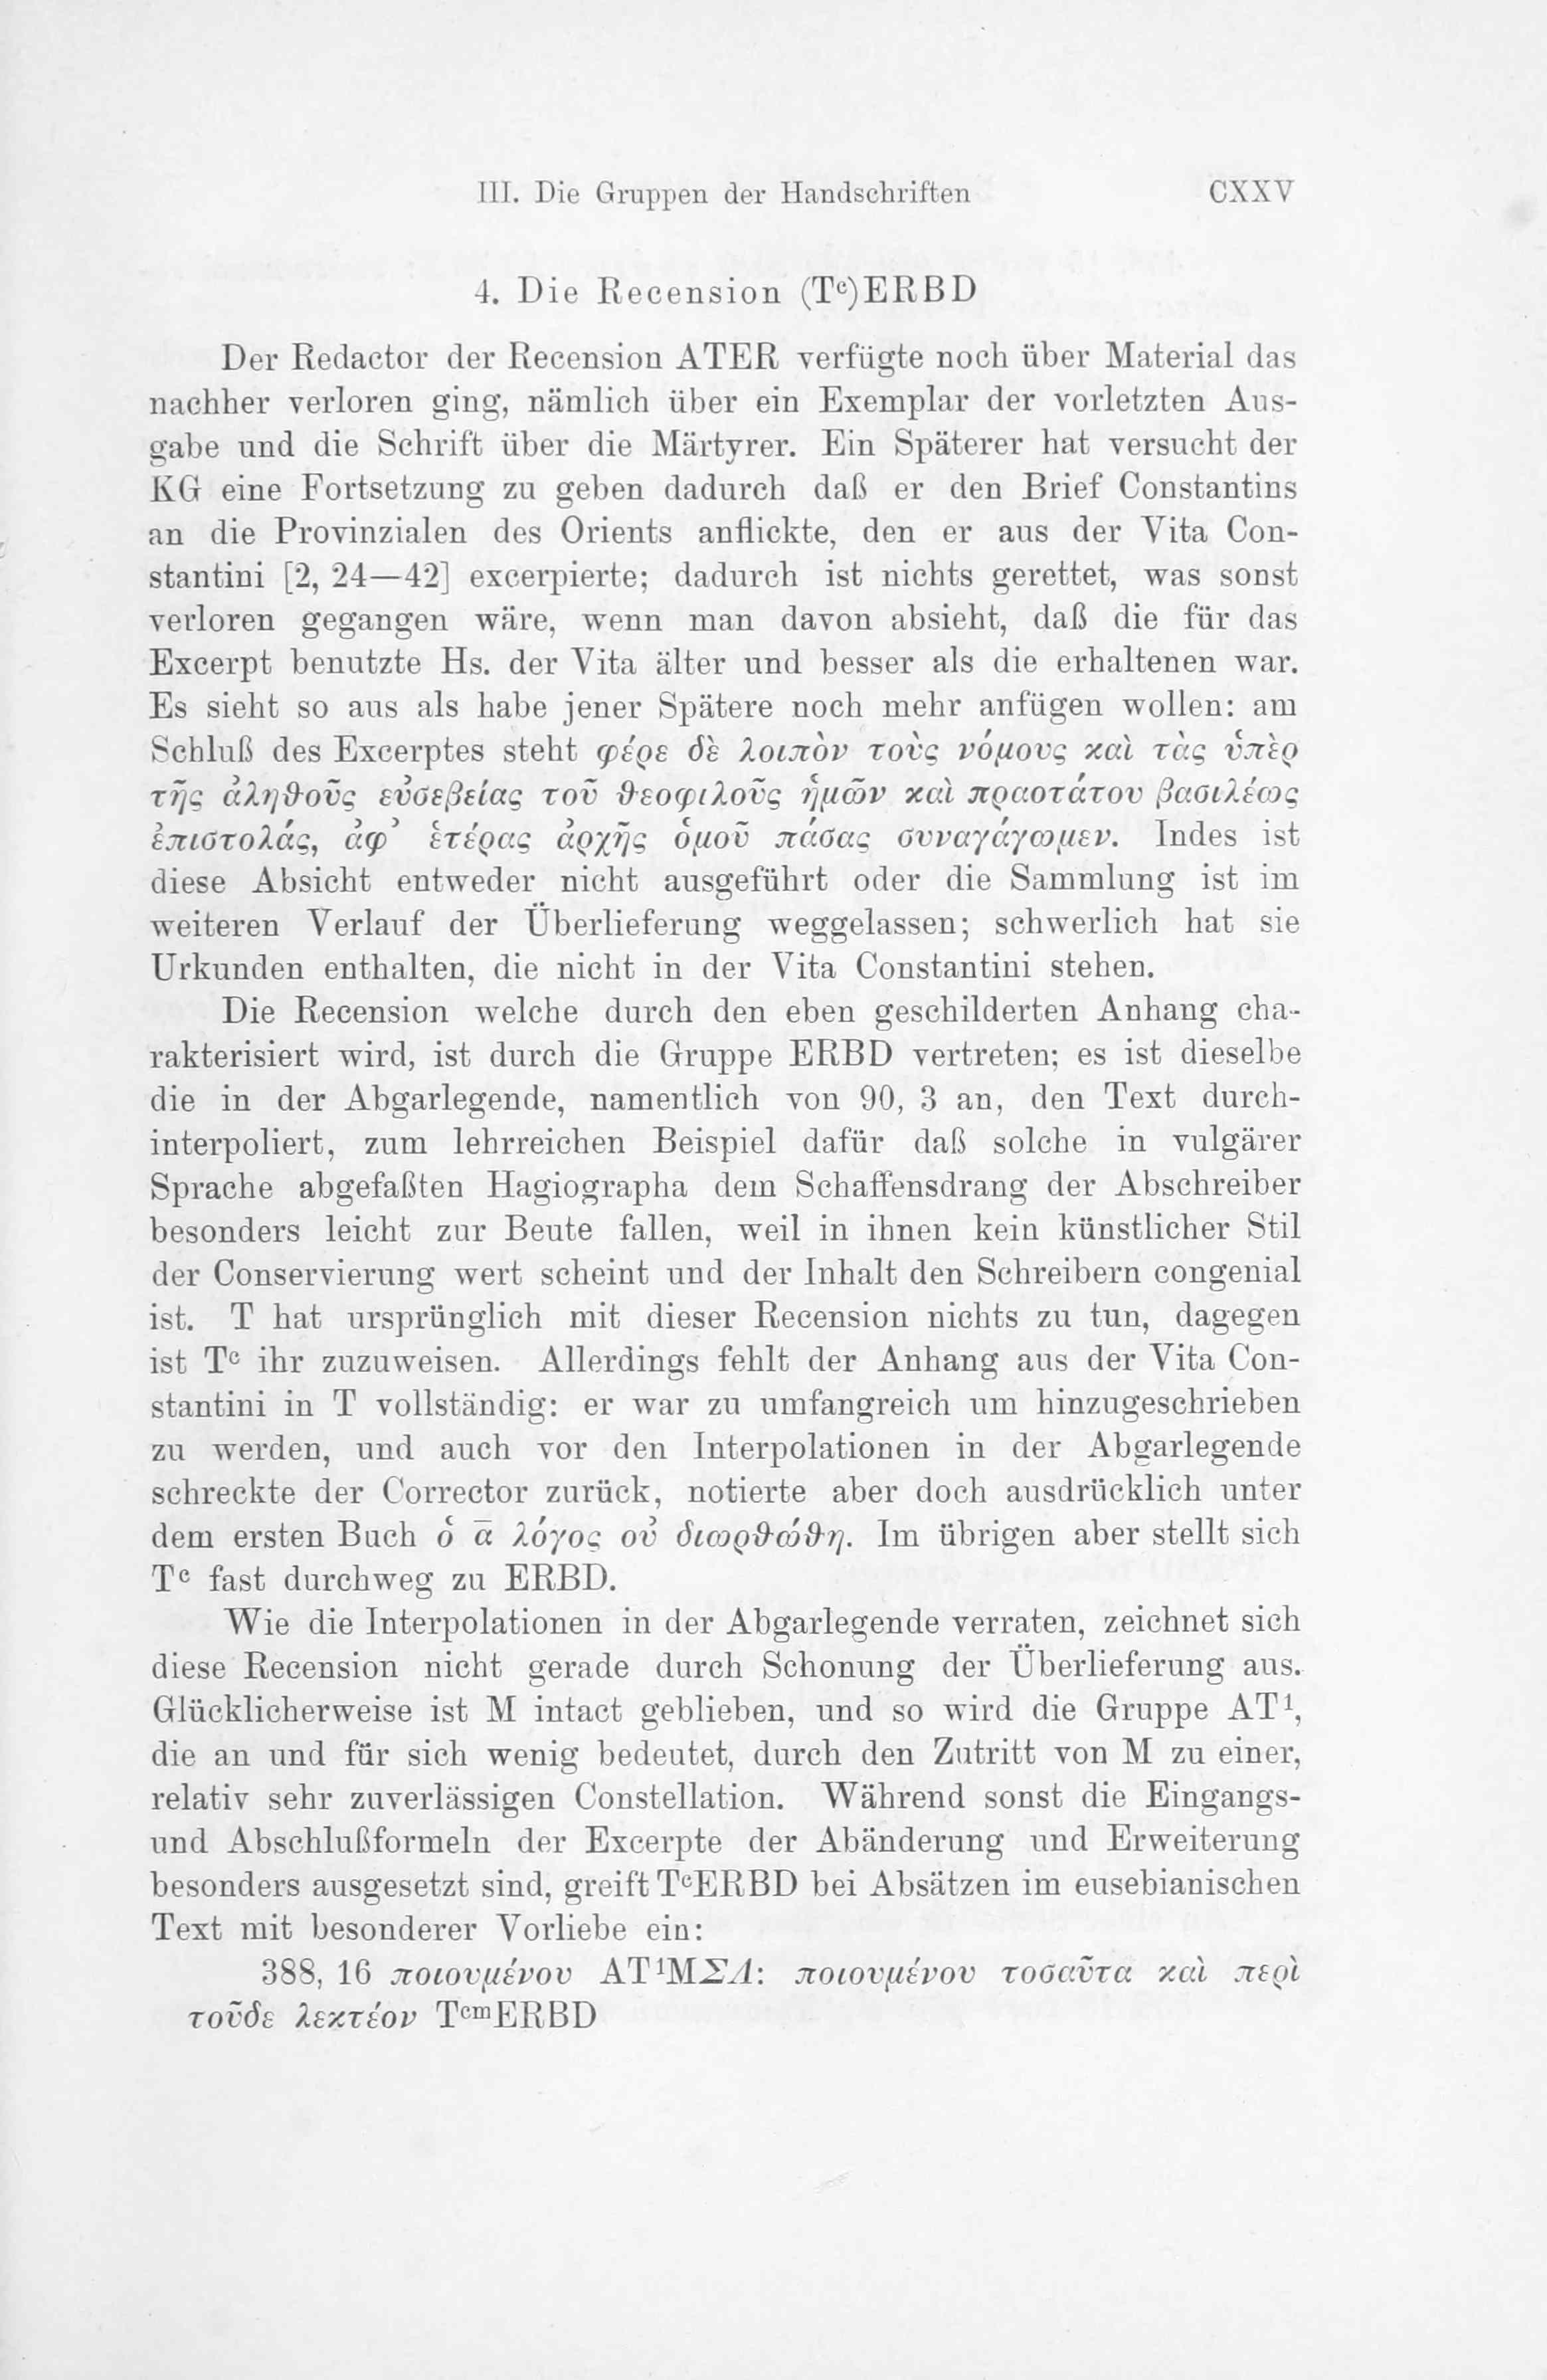 III. Die Gruppen der Handschriften CXXV
4. Die Recension (Tᶜ)ERBD
Der Redactor der Recension ATER verfügte noch über Material das
nachher verloren ging, nämlich über ein Exemplar der vorletzten Aus-
gabe und die Schrift über die Märtyrer. Ein Späterer hat versucht der
KG eine Fortsetzung zu geben dadurch daß er den Brief Constantins
an die Provinzialen des Orients anflickte, den er aus der Vita Con-
stantini [2, 24—42] excerpierte; dadurch ist nichts gerettet, was sonst
verloren gegangen wäre, wenn man davon absieht, daß die für das
Excerpt benutzte Hs. der Vita älter und besser als die erhaltenen war.
Es sieht so aus als habe jener Spätere noch mehr anfügen wollen: am
Schluß des Excerptes steht φέρε δὲ λοιπὸν τοὺς νόμους καὶ τὰς ὑπὲρ
τῆς ἀληθοῦς εὐσεβείας τοῦ θεοφιλοῦς ἡμῶν καὶ πραοτάτου βασιλέως
ἐπιστολάς, ἀφ’ ἑτέρας ἀρχῆς ὁμοῦ πάσας συναγάγωμεν. Indes ist
diese Absicht entweder nicht ausgeführt oder die Sammlung ist im
weiteren Verlauf der Überlieferung weggelassen; schwerlich hat sie
Urkunden enthalten, die nicht in der Vita Constantini stehen.
Die Recension welche durch den eben geschilderten Anhang cha-
rakterisiert wird, ist durch die Gruppe ERBD vertreten; es ist dieselbe
die in der Abgarlegende, namentlich von 90, 3 an, den Text durch-
interpoliert, zum lehrreichen Beispiel dafür daß solche in vulgärer
Sprache abgefaßten Hagiographa dem Schaffensdrang der Abschreiber
besonders leicht zur Beute fallen, weil in ihnen kein künstlicher Stil
der Conservierung wert scheint und der Inhalt den Schreibern congenial
ist. T hat ursprünglich mit dieser Recension nichts zu tun, dagegen
ist Tᶜ ihr zuzuweisen. Allerdings fehlt der Anhang aus der Vita Con-
stantini in T vollständig: er war zu umfangreich um hinzugeschrieben
zu werden, und auch vor den Interpolationen in der Abgarlegende
schreckte der Corrector zurück, notierte aber doch ausdrücklich unter
dem ersten Buch ὁ ᾱ λόγος οὐ διωρθώθη. Im übrigen aber stellt sich
Tᶜ fast durchweg zu ERBD.
Wie die Interpolationen in der Abgarlegende verraten, zeichnet sich
diese Recension nicht gerade durch Schonung der Überlieferung aus.
Glücklicherweise ist M intact geblieben, und so wird die Gruppe AT¹,
die an und für sich wenig bedeutet, durch den Zutritt von M zu einer,
relativ sehr zuverlässigen Constellation. Während sonst die Eingangs-
und Abschlußformeln der Excerpte der Abänderung und Erweiterung
besonders ausgesetzt sind, greift TᶜERBD bei Absätzen im eusebianischen
Text mit besonderer Vorliebe ein:
388, 16 ποιουμένου AT¹MΣΛ: ποιουμένου τοσαῦτα καὶ περὶ
τοῦδε λεκτέον TᶜᵐERBD